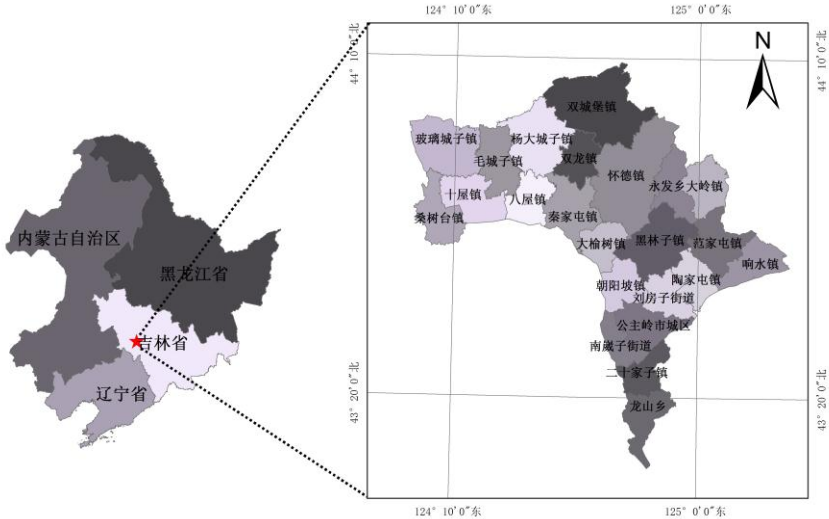 124° 10′0″东
125° 0′0″东
44° 10′0″北
44° 10′0″北
N
双城堡镇
玻璃城子镇
杨大城子镇
毛城子镇
双龙镇
怀德镇
永发乡
大岭镇
十屋镇
八屋镇
桑树台镇
秦家屯镇
大榆树镇
黑林子镇
范家屯镇
响水镇
朝阳坡镇
陶家屯镇
刘房子街道
公主岭市城区
南崴子街道
二十家子镇
龙山乡
内蒙古自治区
黑龙江省
吉林省
辽宁省
43° 20′0″北
43° 20′0″北
124° 10′0″东
125° 0′0″东